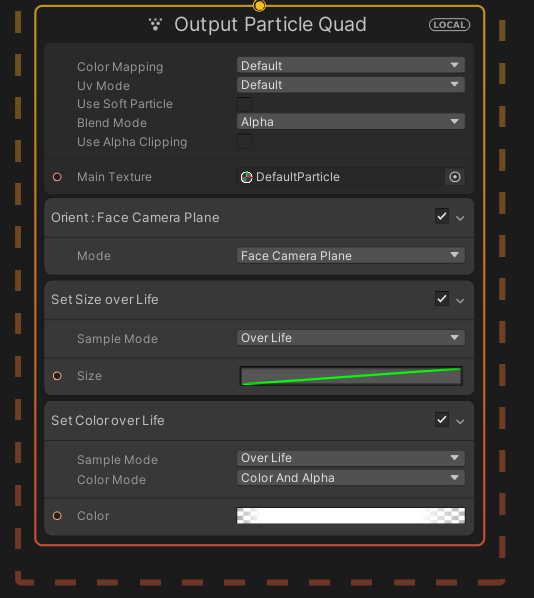 Output Particle Quad LOCAL
Color Mapping Default
Uv Mode Default
Use Soft Particle
Blend Mode Alpha
Use Alpha Clipping
Main Texture DefaultParticle
Orient : Face Camera Plane
Mode Face Camera Plane
Set Size over Life
Sample Mode Over Life
Size
Set Color over Life
Sample Mode Over Life
Color Mode Color And Alpha
Color